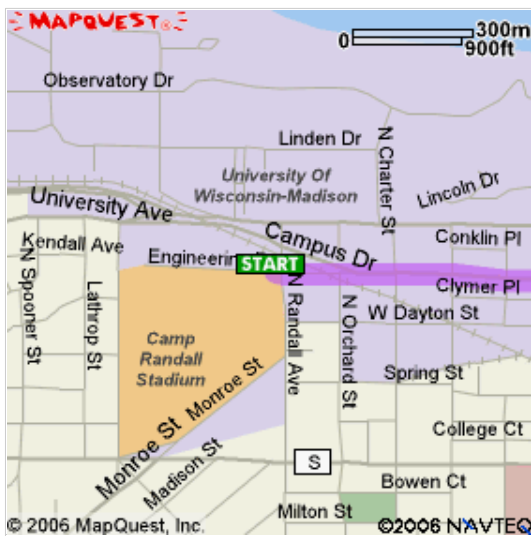 MAPQUEST®
300m
0
900ft
Observatory Dr
Linden Dr
N Charter St
University Of
Wisconsin-Madison
Lincoln Dr
University Ave
Campus Dr
Conklin Pl
Kendall Ave
Engineering
START
Clymer Pl
N Spooner St
Lathrop St
N Randall Ave
N Orchard St
W Dayton St
Camp
Randall
Stadium
Monroe St
Spring St
Monroe St
College Ct
Madison St
S
Bowen Ct
Milton St
© 2006 MapQuest, Inc.
©2006 NAVTEQ